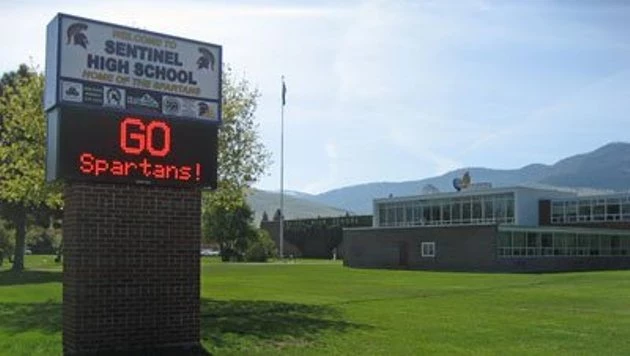 WELCOME TO
SENTINEL
HIGH SCHOOL
HOME OF THE SPARTANS
GO
Spartans!